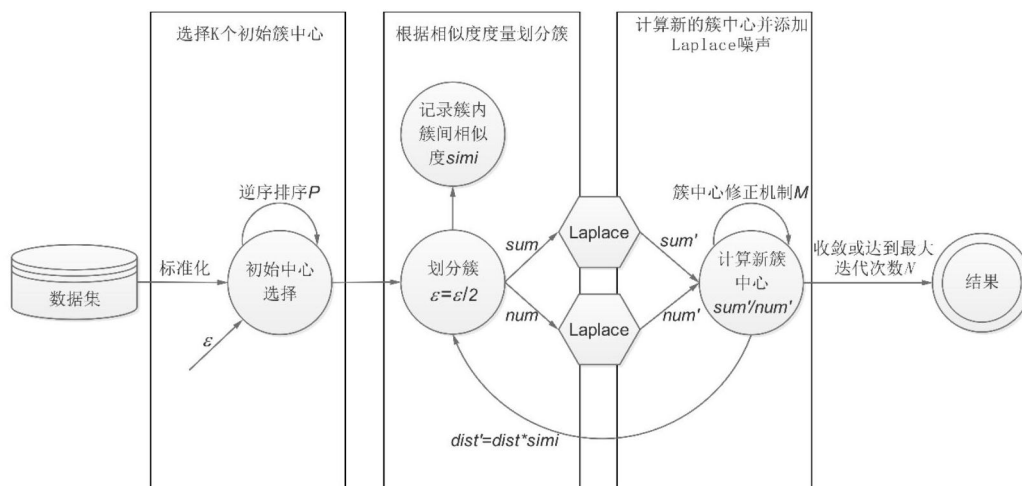 选择K个初始簇中心
根据相似度度量划分簇
计算新的簇中心并添加
Laplace噪声
记录簇内
簇间相似
度simi
逆序排序P
簇中心修正机制M
Laplace
sum
sum'
数据集
标准化
初始中心
选择
划分簇
ε=ε/2
计算新簇
中心
sum'/num'
收敛或达到最大
迭代次数N
结果
num
num'
Laplace
ε
dist'=dist*simi